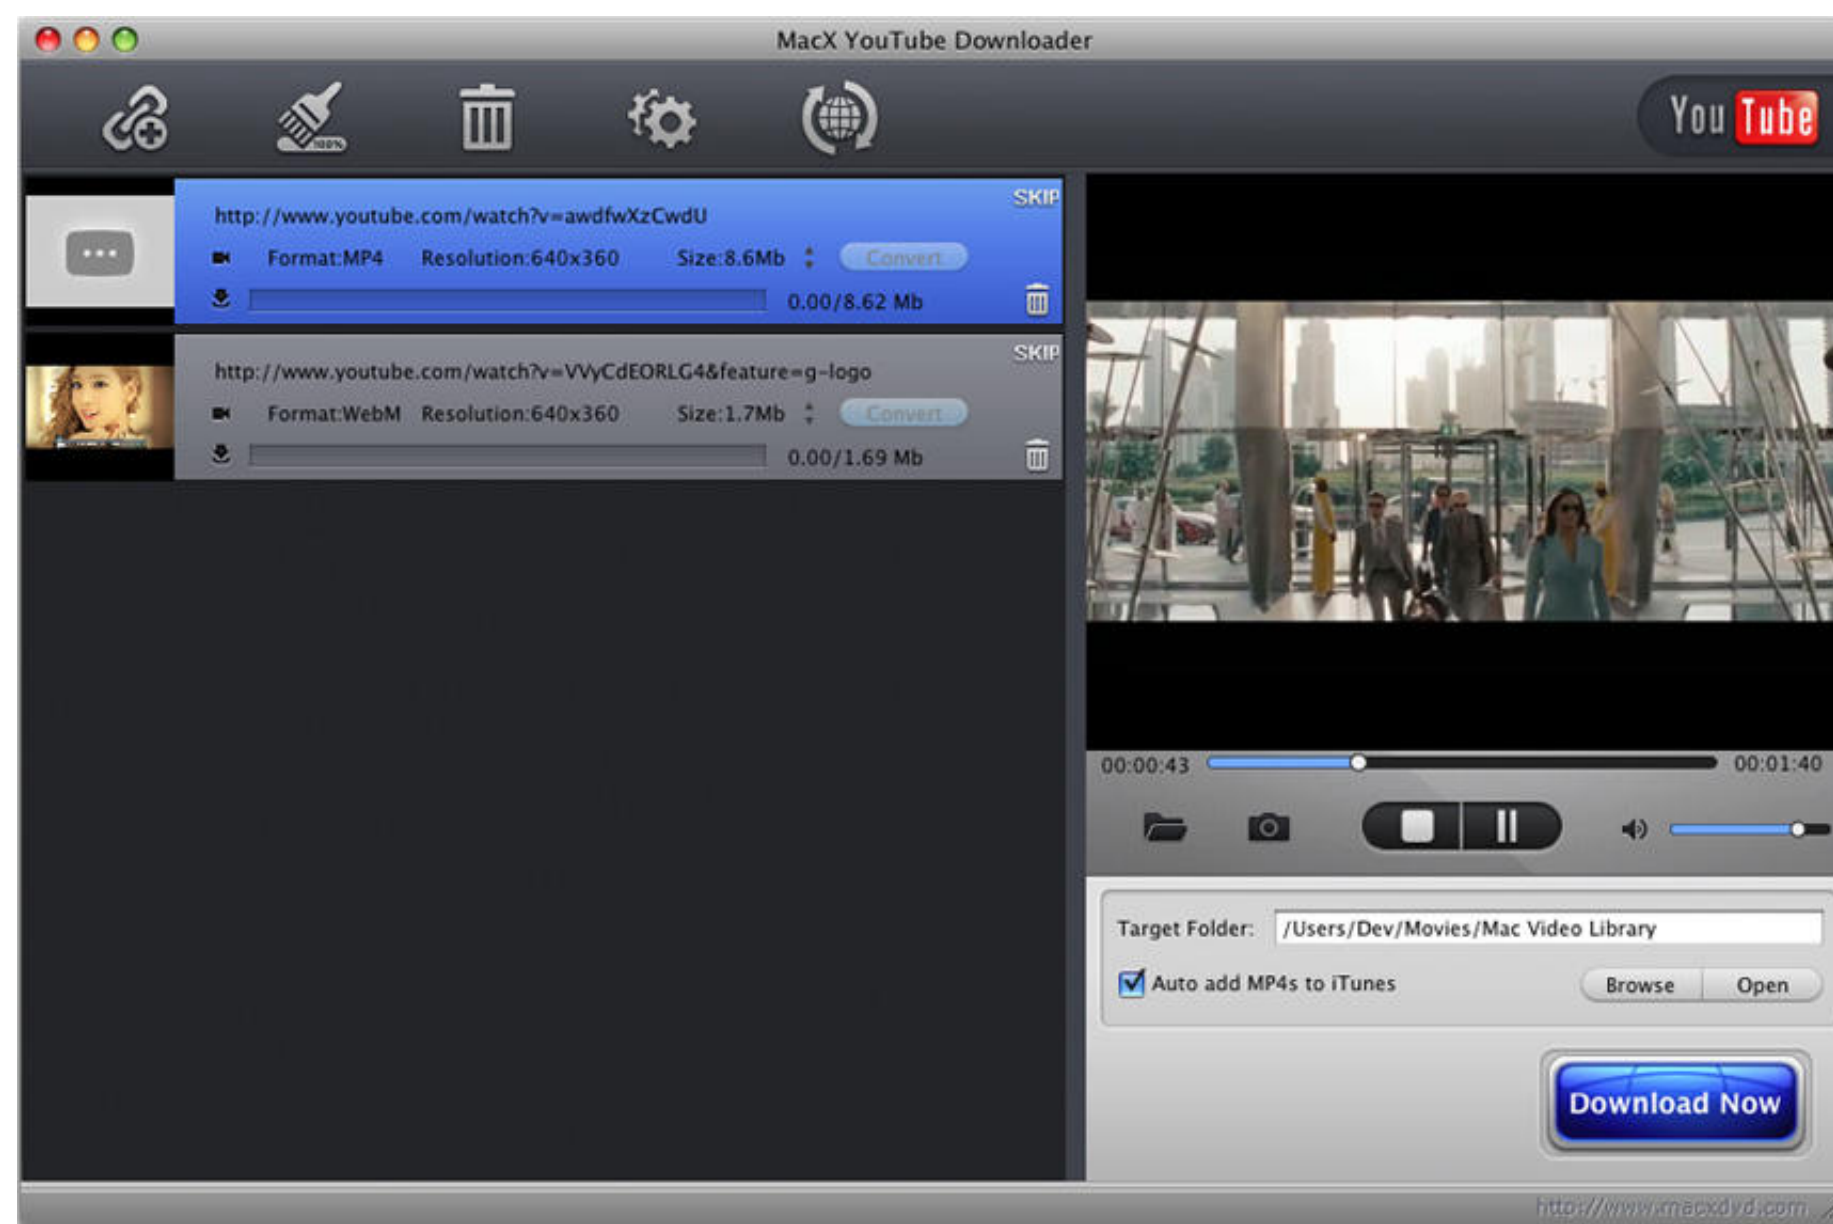 MacX YouTube Downloader
100%
You Tube
http://www.youtube.com/watch?v=awdfwXzCwdU
SKIP
Format:MP4 Resolution:640x360 Size:8.6Mb Convert
0.00/8.62 Mb
http://www.youtube.com/watch?v=VVyCdEORLG4&feature=g-logo
SKIP
Format:WebM Resolution:640x360 Size:1.7Mb Convert
0.00/1.69 Mb
00:00:43 00:01:40
Target Folder: /Users/Dev/Movies/Mac Video Library
Auto add MP4s to iTunes
Browse Open
Download Now
http://www.macxdvd.com